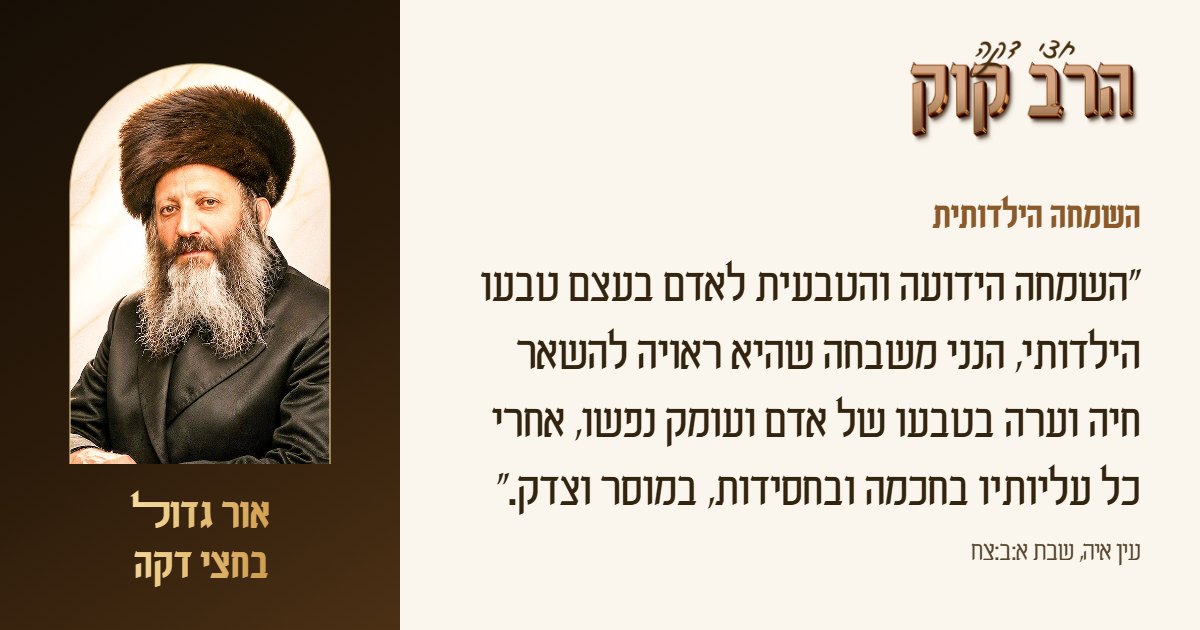 חצי דקה
הרב קוק
השמחה הילדותית
"השמחה הידועה והטבעית לאדם בעצם טבעו
הילדותי, הנני משבחה שהיא ראויה להשאר
חיה וערה בטבעו של אדם ועומק נפשו, אחרי
כל עליותיו בחכמה ובחסידות, במוסר וצדק."
עין איה, שבת א:ב:צח
אור גדול
בחצי דקה